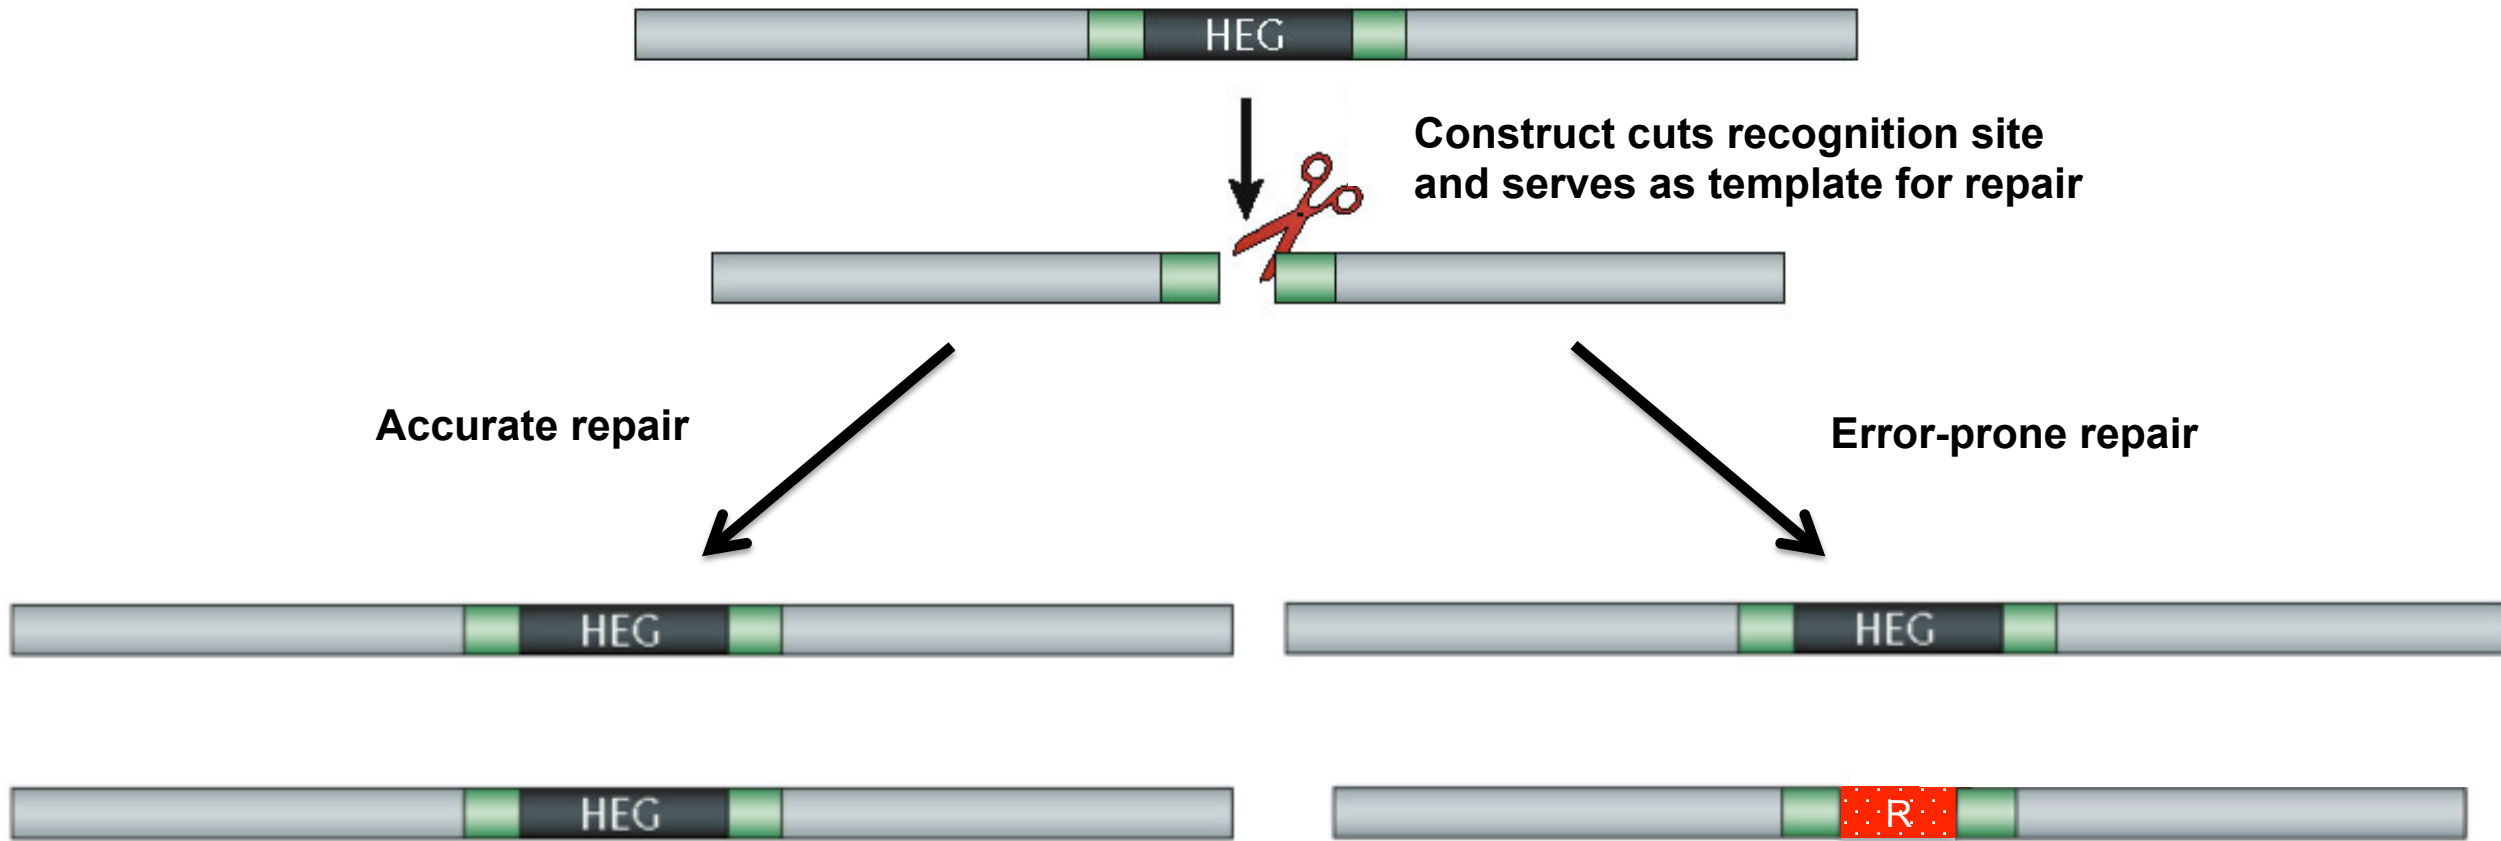 HEG
Construct cuts recognition site
and serves as template for repair
Accurate repair
Error-prone repair
HEG
HEG
HEG
R